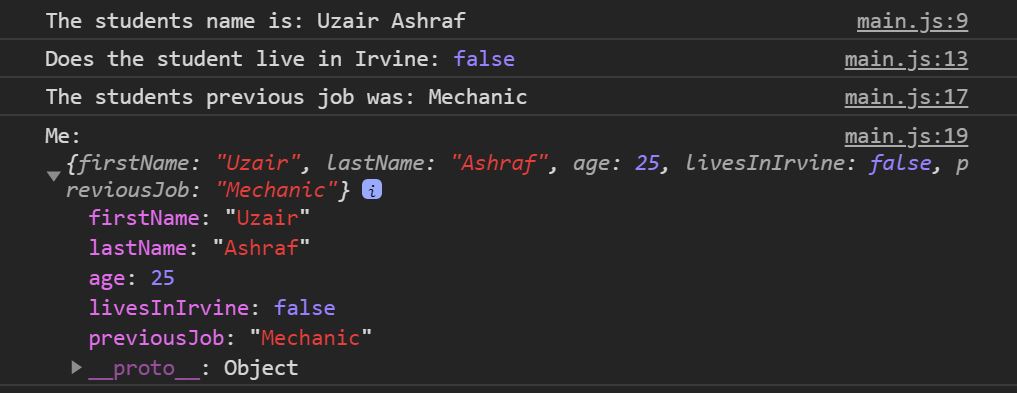 The students name is: Uzair Ashraf main.js:9
Does the student live in Irvine: false main.js:13
The students previous job was: Mechanic main.js:17
Me: main.js:19
{firstName: "Uzair", lastName: "Ashraf", age: 25, livesInIrvine: false, p
reviousJob: "Mechanic"} i
firstName: "Uzair"
lastName: "Ashraf"
age: 25
livesInIrvine: false
previousJob: "Mechanic"
__proto__: Object